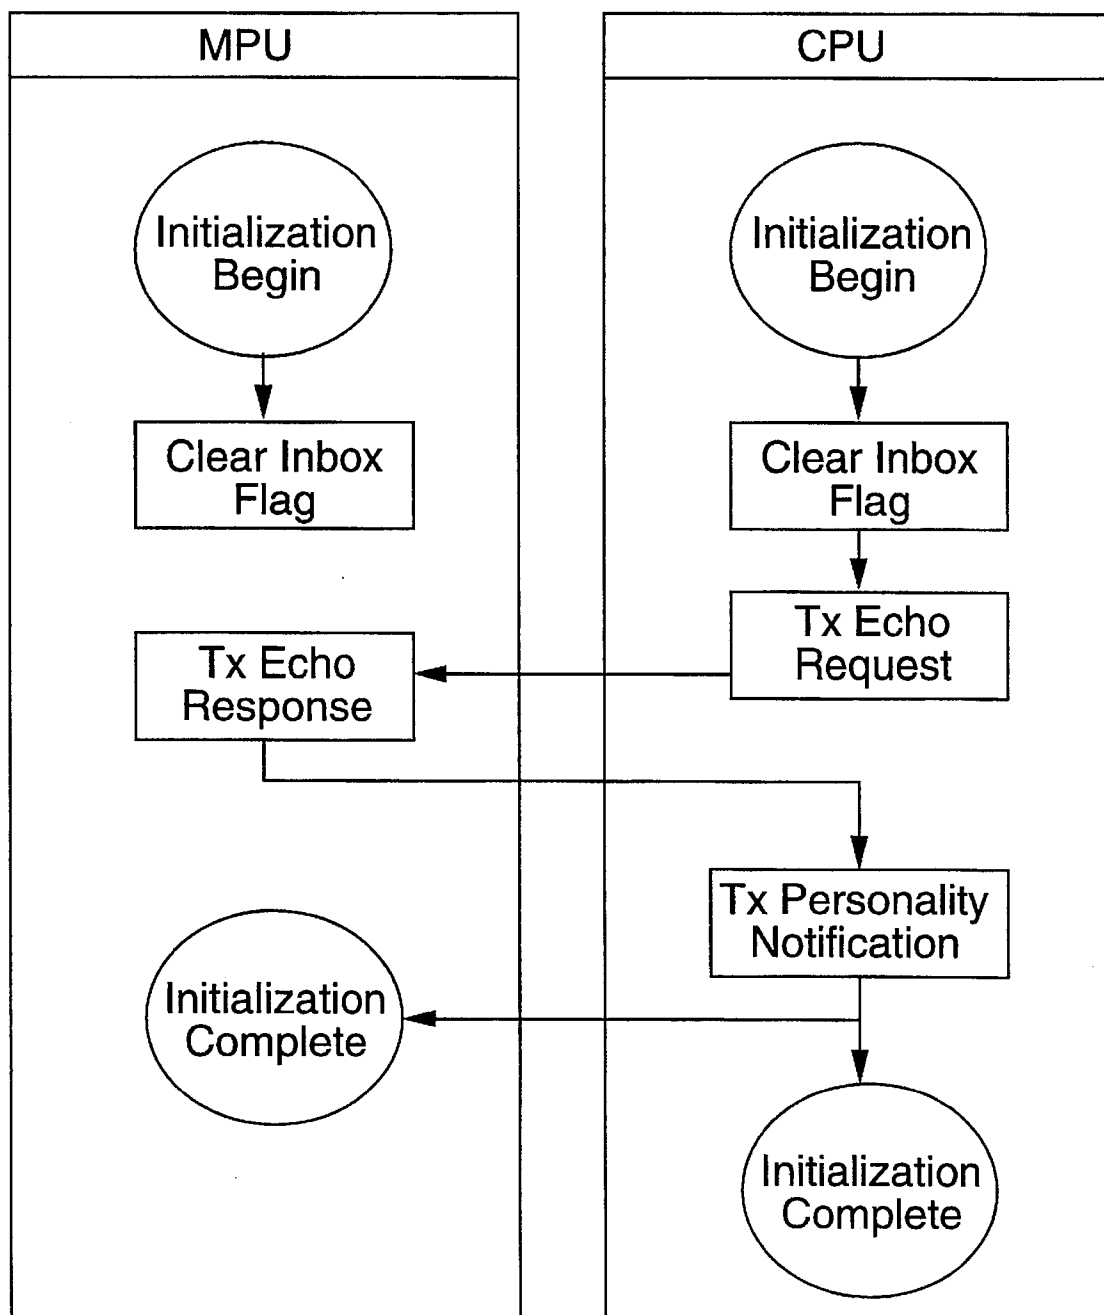 MPU
CPU
Initialization
Begin
Initialization
Begin
Clear Inbox
Flag
Clear Inbox
Flag
Tx Echo
Request
Tx Echo
Response
Tx Personality
Notification
Initialization
Complete
Initialization
Complete